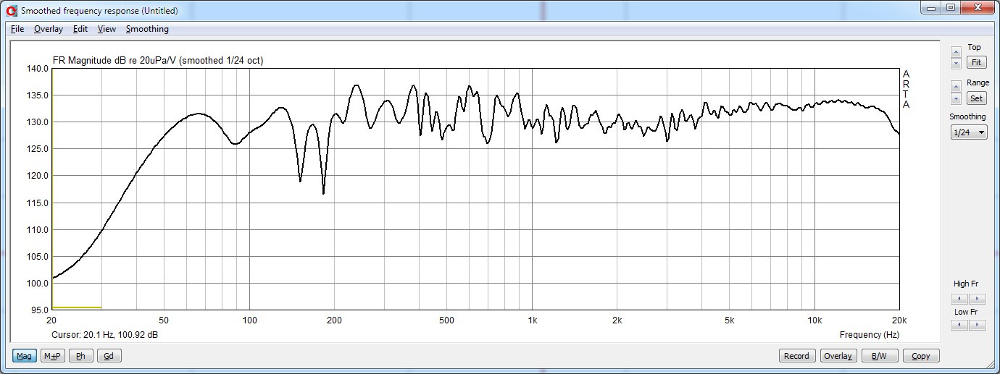 Smoothed frequency response (Untitled)
File Overlay Edit View Smoothing
FR Magnitude dB re 20uPa/V (smoothed 1/24 oct)
Top
Fit
Range
Set
Smoothing
1/24
140.0
135.0
130.0
125.0
120.0
115.0
110.0
105.0
100.0
95.0
A
R
T
A
20 50 100 200 500 1k 2k 5k 10k 20k
Cursor: 20.1 Hz, 100.92 dB
Frequency (Hz)
High Fr
Low Fr
Mag M+P Ph Gd Record Overlay B/W Copy